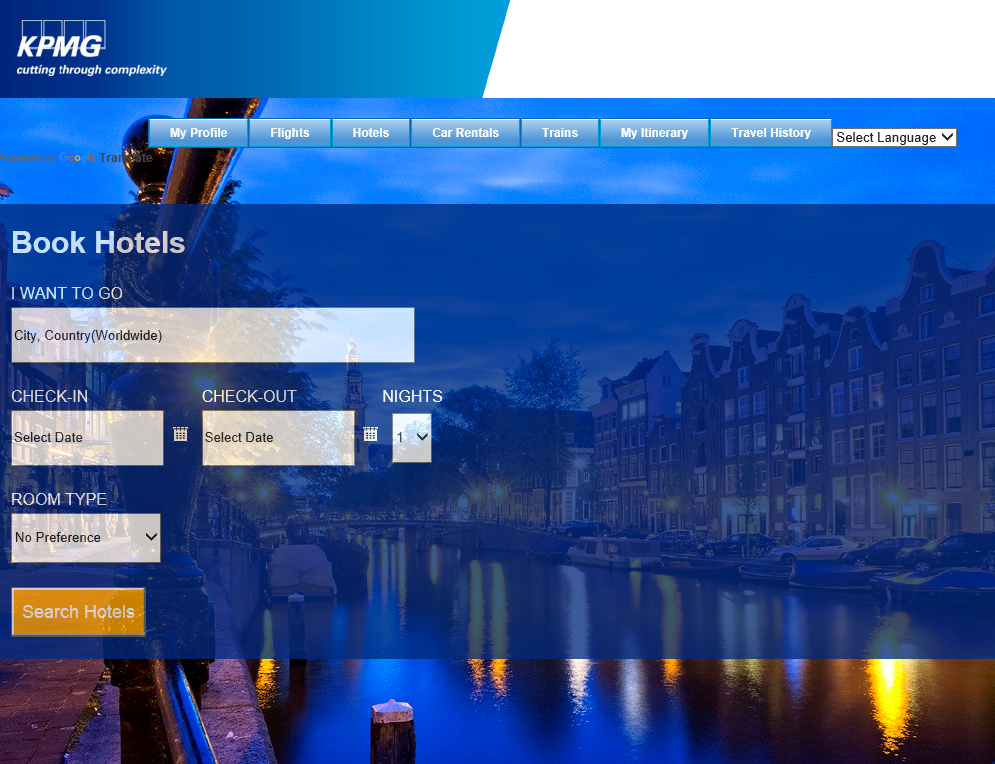 KPMG
cutting through complexity
My Profile
Flights
Hotels
Car Rentals
Trains
My Itinerary
Travel History
Select Language
Powered by Google Translate
Book Hotels
I WANT TO GO
City, Country(Worldwide)
CHECK-IN
CHECK-OUT
NIGHTS
Select Date
Select Date
1
ROOM TYPE
No Preference
Search Hotels